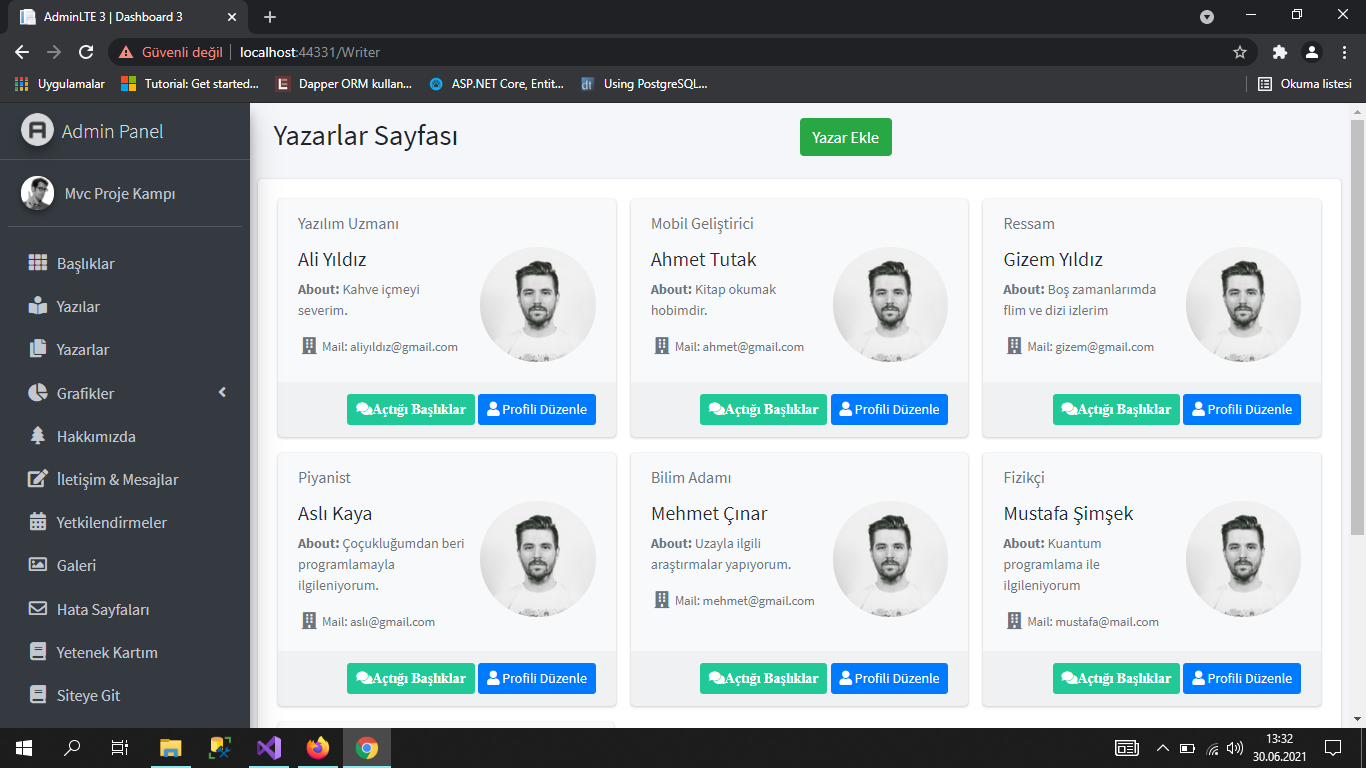 AdminLTE 3 | Dashboard 3
Güvenli değil
localhost:44331/Writer
Uygulamalar
Tutorial: Get started...
Dapper ORM kullan...
ASP.NET Core, Entit...
Using PostgreSQL...
Okuma listesi
Admin Panel
Mvc Proje Kampı
Başlıklar
Yazılar
Yazarlar
Grafikler
Hakkımızda
İletişim & Mesajlar
Yetkilendirmeler
Galeri
Hata Sayfaları
Yetenek Kartım
Siteye Git
Yazarlar Sayfası
Yazar Ekle
Yazılım Uzmanı
Ali Yıldız
About: Kahve içmeyi
severim.
Mail: aliyıldız@gmail.com
Açtığı Başlıklar
Profili Düzenle
Mobil Geliştirici
Ahmet Tutak
About: Kitap okumak
hobimdir.
Mail: ahmet@gmail.com
Açtığı Başlıklar
Profili Düzenle
Ressam
Gizem Yıldız
About: Boş zamanlarımda
flim ve dizi izlerim
Mail: gizem@gmail.com
Açtığı Başlıklar
Profili Düzenle
Piyanist
Aslı Kaya
About: Çoçukluğumdan beri
programlamayla
ilgileniyorum.
Mail: aslı@gmail.com
Açtığı Başlıklar
Profili Düzenle
Bilim Adamı
Mehmet Çınar
About: Uzayla ilgili
araştırmalar yapıyorum.
Mail: mehmet@gmail.com
Açtığı Başlıklar
Profili Düzenle
Fizikçi
Mustafa Şimşek
About: Kuantum
programlama ile
ilgileniyorum
Mail: mustafa@mail.com
Açtığı Başlıklar
Profili Düzenle
13:32
30.06.2021